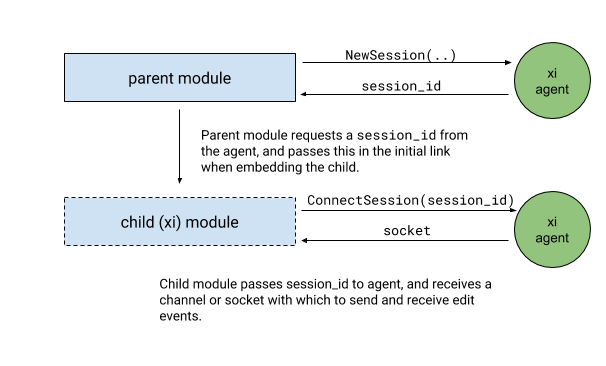 NewSession(..)
parent module
xi
agent
session_id
Parent module requests a session_id from
the agent, and passes this in the initial link
when embedding the child.
ConnectSession(session_id)
child (xi) module
xi
agent
socket
Child module passes session_id to agent, and receives a
channel or socket with which to send and receive edit
events.